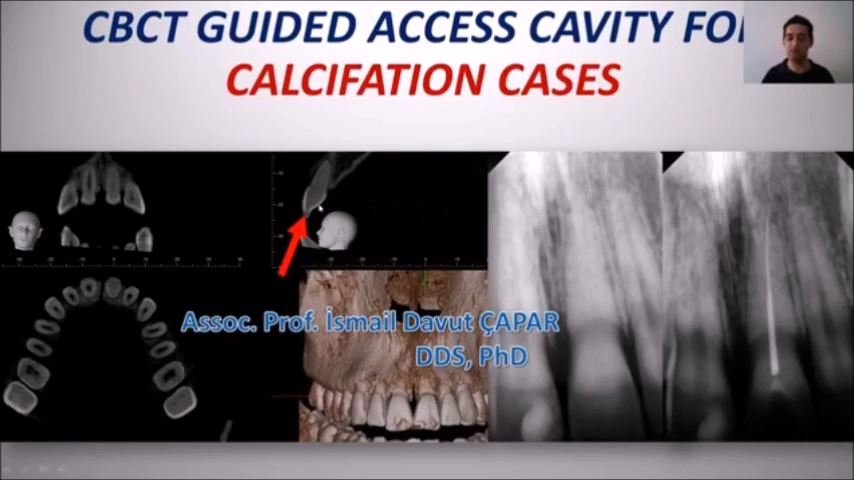 CBCT GUIDED ACCESS CAVITY FO
CALCIFATION CASES
Assoc. Prof. İsmail Davut ÇAPAR
DDS, PhD